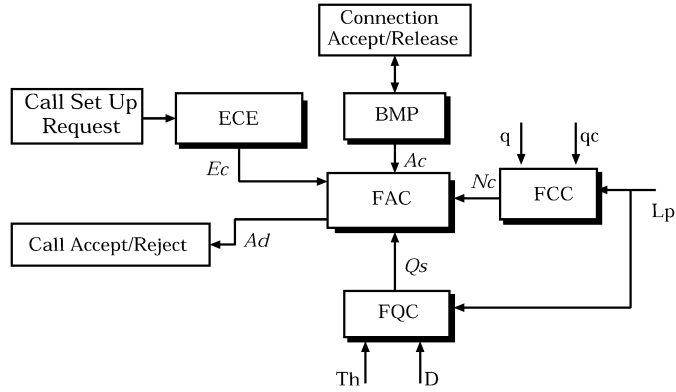 Connection
Accept/Release
Call Set Up
Request
ECE
BMP
q
qc
Ec
Ac
Nc
FAC
FCC
Lp
Call Accept/Reject
Ad
Qs
FQC
Th
D